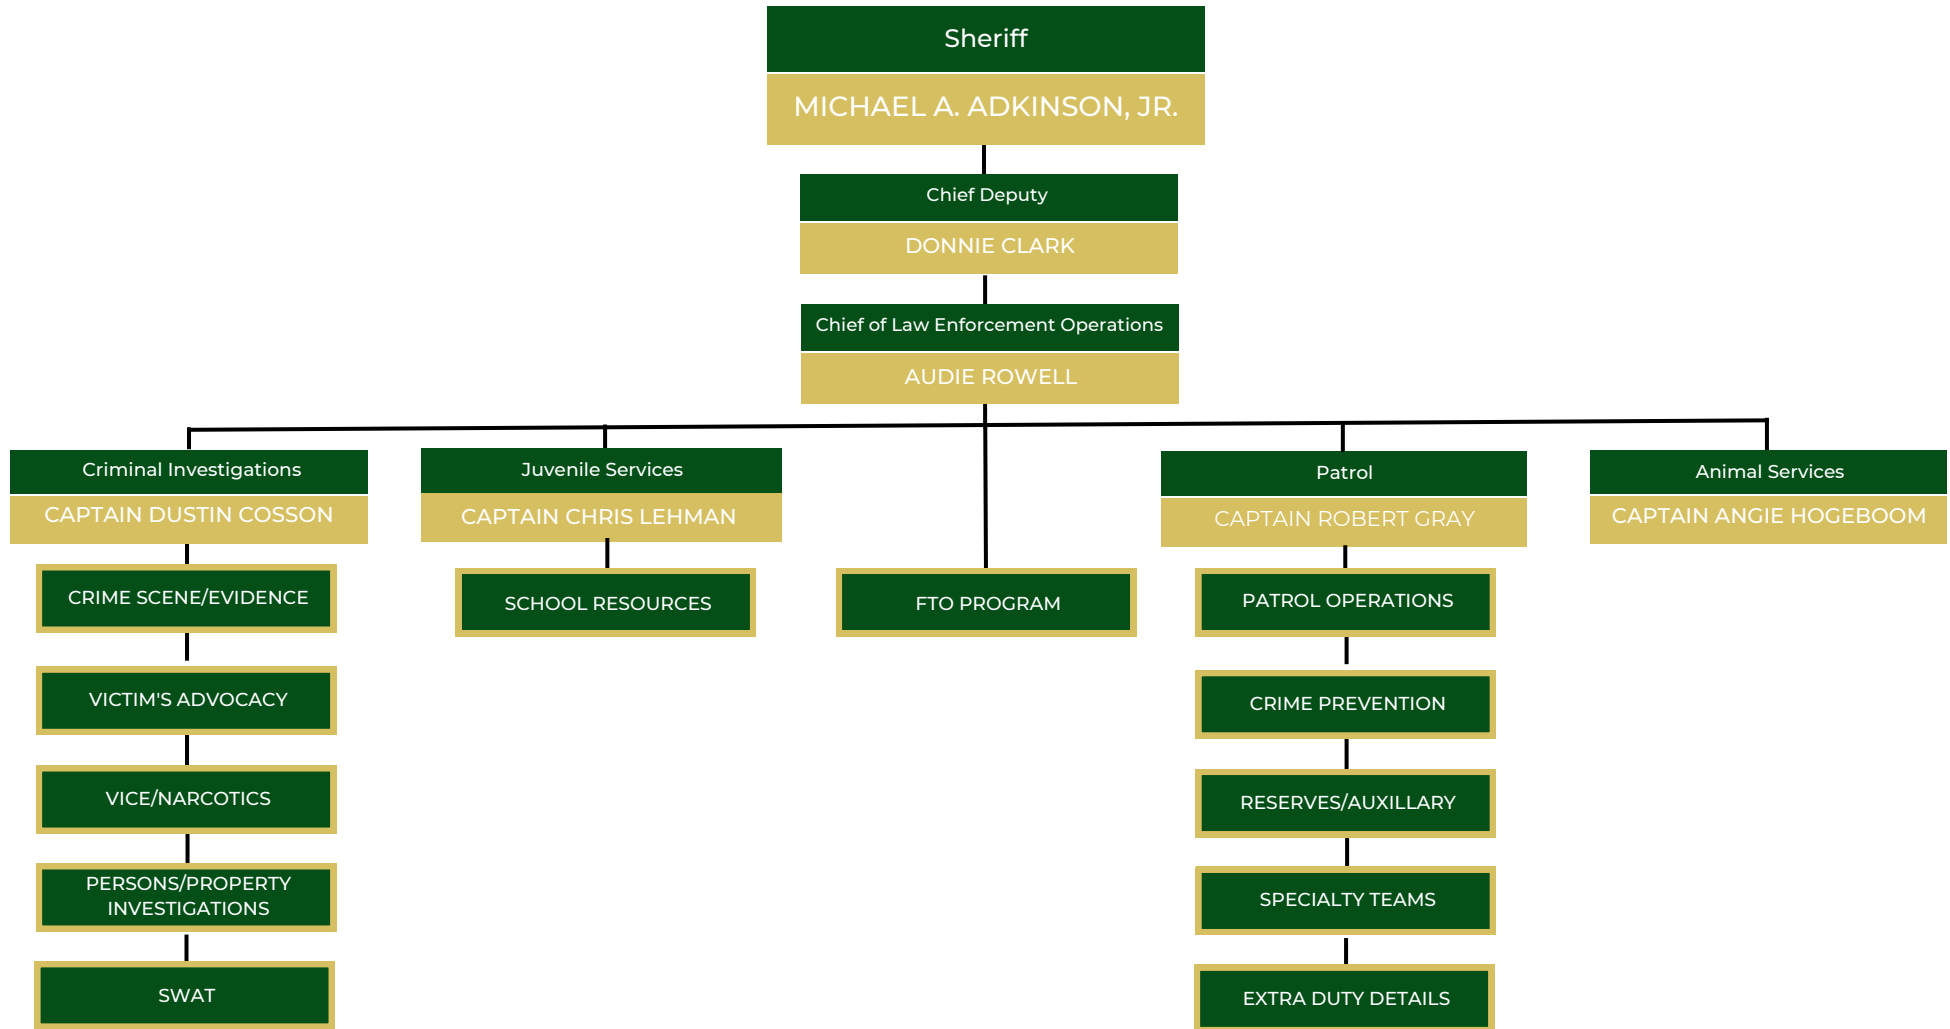 Sheriff
MICHAEL A. ADKINSON, JR.
Chief Deputy
DONNIE CLARK
Chief of Law Enforcement Operations
AUDIE ROWELL
Criminal Investigations
CAPTAIN DUSTIN COSSON
CRIME SCENE/EVIDENCE
VICTIM'S ADVOCACY
VICE/NARCOTICS
PERSONS/PROPERTY
INVESTIGATIONS
SWAT
Juvenile Services
CAPTAIN CHRIS LEHMAN
SCHOOL RESOURCES
FTO PROGRAM
Patrol
CAPTAIN ROBERT GRAY
PATROL OPERATIONS
CRIME PREVENTION
RESERVES/AUXILLARY
SPECIALTY TEAMS
EXTRA DUTY DETAILS
Animal Services
CAPTAIN ANGIE HOGEBOOM